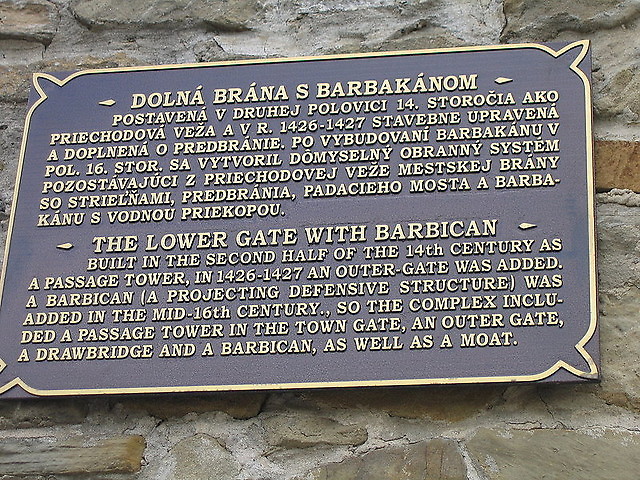 DOLNÁ BRÁNA S BARBAKÁNOM
POSTAVENÁ V DRUHEJ POLOVICI 14. STOROČIA AKO
PRIECHODOVÁ VEŽA A V R. 1426-1427 STAVEBNE UPRAVENÁ
A DOPLNENÁ O PREDBRÁNIE. PO VYBUDOVANÍ BARBAKÁNU V
POL. 16. STOR. SA VYTVORIL DÔMYSELNÝ OBRANNÝ SYSTÉM
POZOSTÁVAJÚCI Z PRIECHODOVEJ VEŽE MESTSKEJ BRÁNY
SO STRIEĽŇAMI, PREDBRÁNIA, PADACIEHO MOSTA A BARBA-
KÁNU S VODNOU PRIEKOPOU.
THE LOWER GATE WITH BARBICAN
BUILT IN THE SECOND HALF OF THE 14th CENTURY AS
A PASSAGE TOWER, IN 1426-1427 AN OUTER-GATE WAS ADDED.
A BARBICAN (A PROJECTING DEFENSIVE STRUCTURE) WAS
ADDED IN THE MID-16th CENTURY., SO THE COMPLEX INCLU-
DED A PASSAGE TOWER IN THE TOWN GATE, AN OUTER GATE,
A DRAWBRIDGE AND A BARBICAN, AS WELL AS A MOAT.